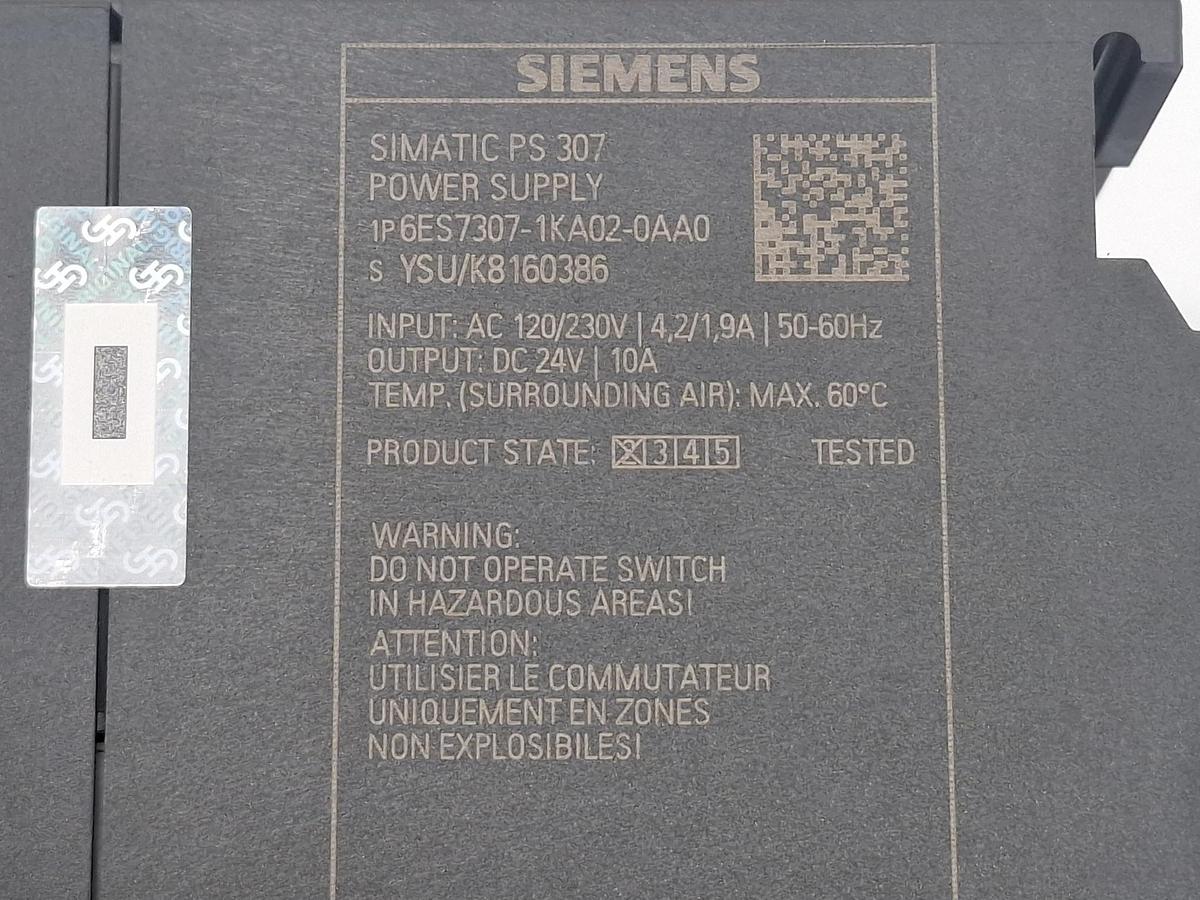 SIEMENS
SIMATIC PS 307
POWER SUPPLY
1P 6ES7307-1KA02-0AA0
S YSU/K8160386
INPUT: AC 120/230V | 4,2/1,9A | 50-60Hz
OUTPUT: DC 24V | 10A
TEMP. (SURROUNDING AIR): MAX. 60°C
PRODUCT STATE: 2|3|4|5 TESTED
WARNING:
DO NOT OPERATE SWITCH
IN HAZARDOUS AREAS!
ATTENTION:
UTILISIER LE COMMUTATEUR
UNIQUEMENT EN ZONES
NON EXPLOSIBILES!